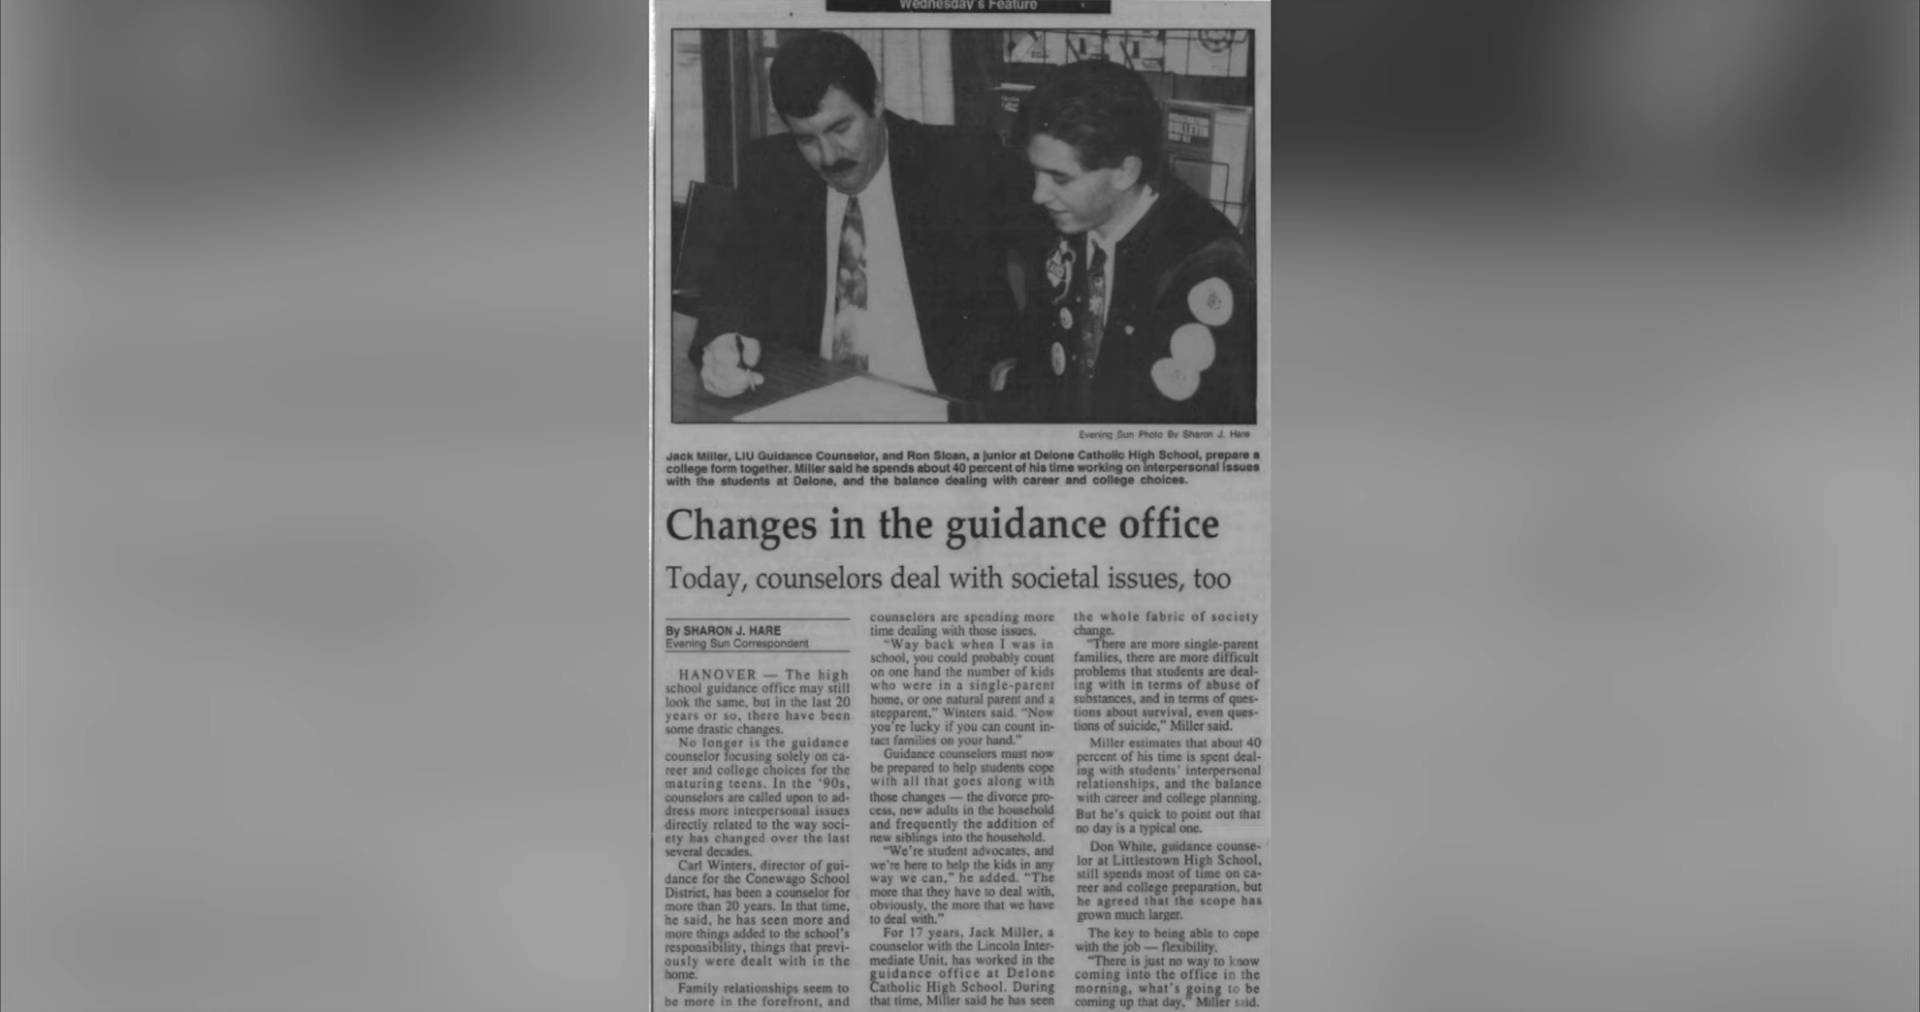 Wednesday's Feature
BULLETIN
Evening Sun Photo By Sharon J. Hare
Jack Miller, LIU Guidance Counselor, and Ron Sloan, a junior at Delone Catholic High School, prepare a
college form together. Miller said he spends about 40 percent of his time working on interpersonal issues
with the students at Delone, and the balance dealing with career and college choices.
Changes in the guidance office
Today, counselors deal with societal issues, too
By SHARON J. HARE
Evening Sun Correspondent
HANOVER — The high
school guidance office may still
look the same, but in the last 20
years or so, there have been
some drastic changes.
No longer is the guidance
counselor focusing solely on ca-
reer and college choices for the
maturing teens. In the '90s,
counselors are called upon to ad-
dress more interpersonal issues
directly related to the way soci-
ety has changed over the last
several decades.
Carl Winters, director of gui-
dance for the Conewago School
District, has been a counselor for
more than 20 years. In that time,
he said, he has seen more and
more things added to the school's
responsibility, things that previ-
ously were dealt with in the
home.
Family relationships seem to
be more in the forefront, and
counselors are spending more
time dealing with those issues.
"Way back when I was in
school, you could probably count
on one hand the number of kids
who were in a single-parent
home, or one natural parent and a
stepparent," Winters said. "Now
you're lucky if you can count in-
tact families on your hand."
Guidance counselors must now
be prepared to help students cope
with all that goes along with
those changes — the divorce pro-
cess, new adults in the household
and frequently the addition of
new siblings into the household.
"We're student advocates, and
we're here to help the kids in any
way we can," he added. "The
more that they have to deal with,
obviously, the more that we have
to deal with."
For 17 years, Jack Miller, a
counselor with the Lincoln Inter-
mediate Unit, has worked in the
guidance office at Delone
Catholic High School. During
that time, Miller said he has seen
the whole fabric of society
change.
"There are more single-parent
families, there are more difficult
problems that students are deal-
ing with in terms of abuse of
substances, and in terms of ques-
tions about survival, even ques-
tions of suicide," Miller said.
Miller estimates that about 40
percent of his time is spent deal-
ing with students' interpersonal
relationships, and the balance
with career and college planning.
But he's quick to point out that
no day is a typical one.
Don White, guidance counse-
lor at Littlestown High School,
still spends most of time on ca-
reer and college preparation, but
he agreed that the scope has
grown much larger.
The key to being able to cope
with the job — flexibility.
"There is just no way to know
coming into the office in the
morning, what's going to be
coming up that day," Miller said.